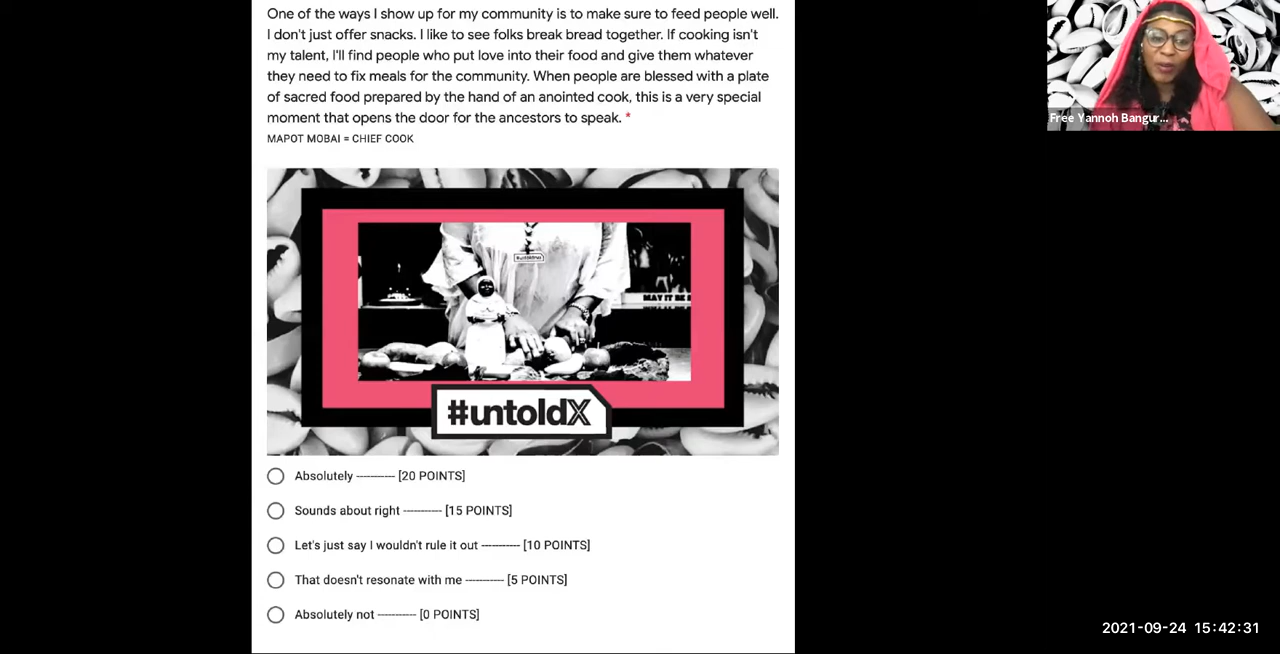 One of the ways I show up for my community is to make sure to feed people well.
I don't just offer snacks. I like to see folks break bread together. If cooking isn't
my talent, I'll find people who put love into their food and give them whatever
they need to fix meals for the community. When people are blessed with a plate
of sacred food prepared by the hand of an anointed cook, this is a very special
moment that opens the door for the ancestors to speak. *
MAPOT MOBAI = CHIEF COOK
Free Yannoh Bangur...
MAY IT BE
#untoldX
Absolutely ----------- [20 POINTS]
Sounds about right ----------- [15 POINTS]
Let's just say I wouldn't rule it out ----------- [10 POINTS]
That doesn't resonate with me ----------- [5 POINTS]
Absolutely not ----------- [0 POINTS]
2021-09-24 15:42:31